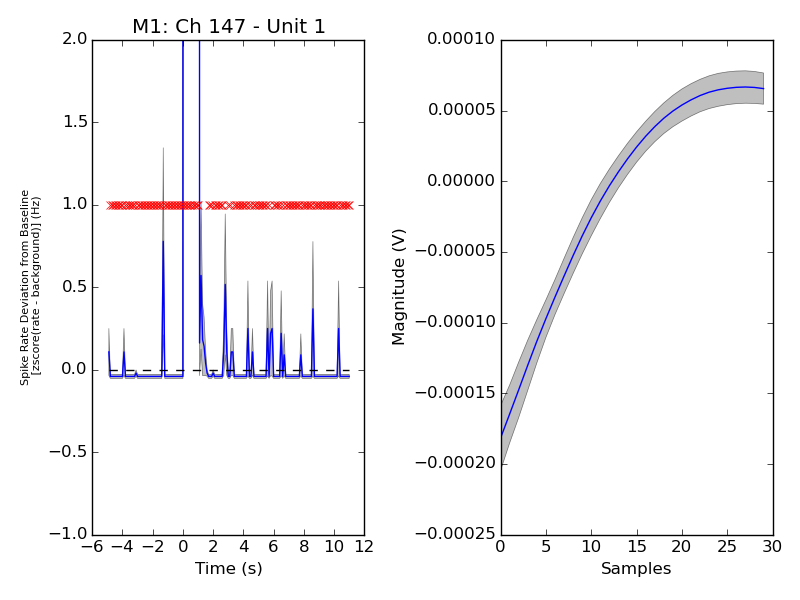 M1: Ch 147 - Unit 1
2.0
1.5
1.0
0.5
0.0
−0.5
−1.0
Spike Rate Deviation from Baseline
[zscore(rate - background)] (Hz)
−6 −4 −2 0 2 4 6 8 10 12
Time (s)
0.00010
0.00005
0.00000
−0.00005
−0.00010
−0.00015
−0.00020
−0.00025
Magnitude (V)
0 5 10 15 20 25 30
Samples